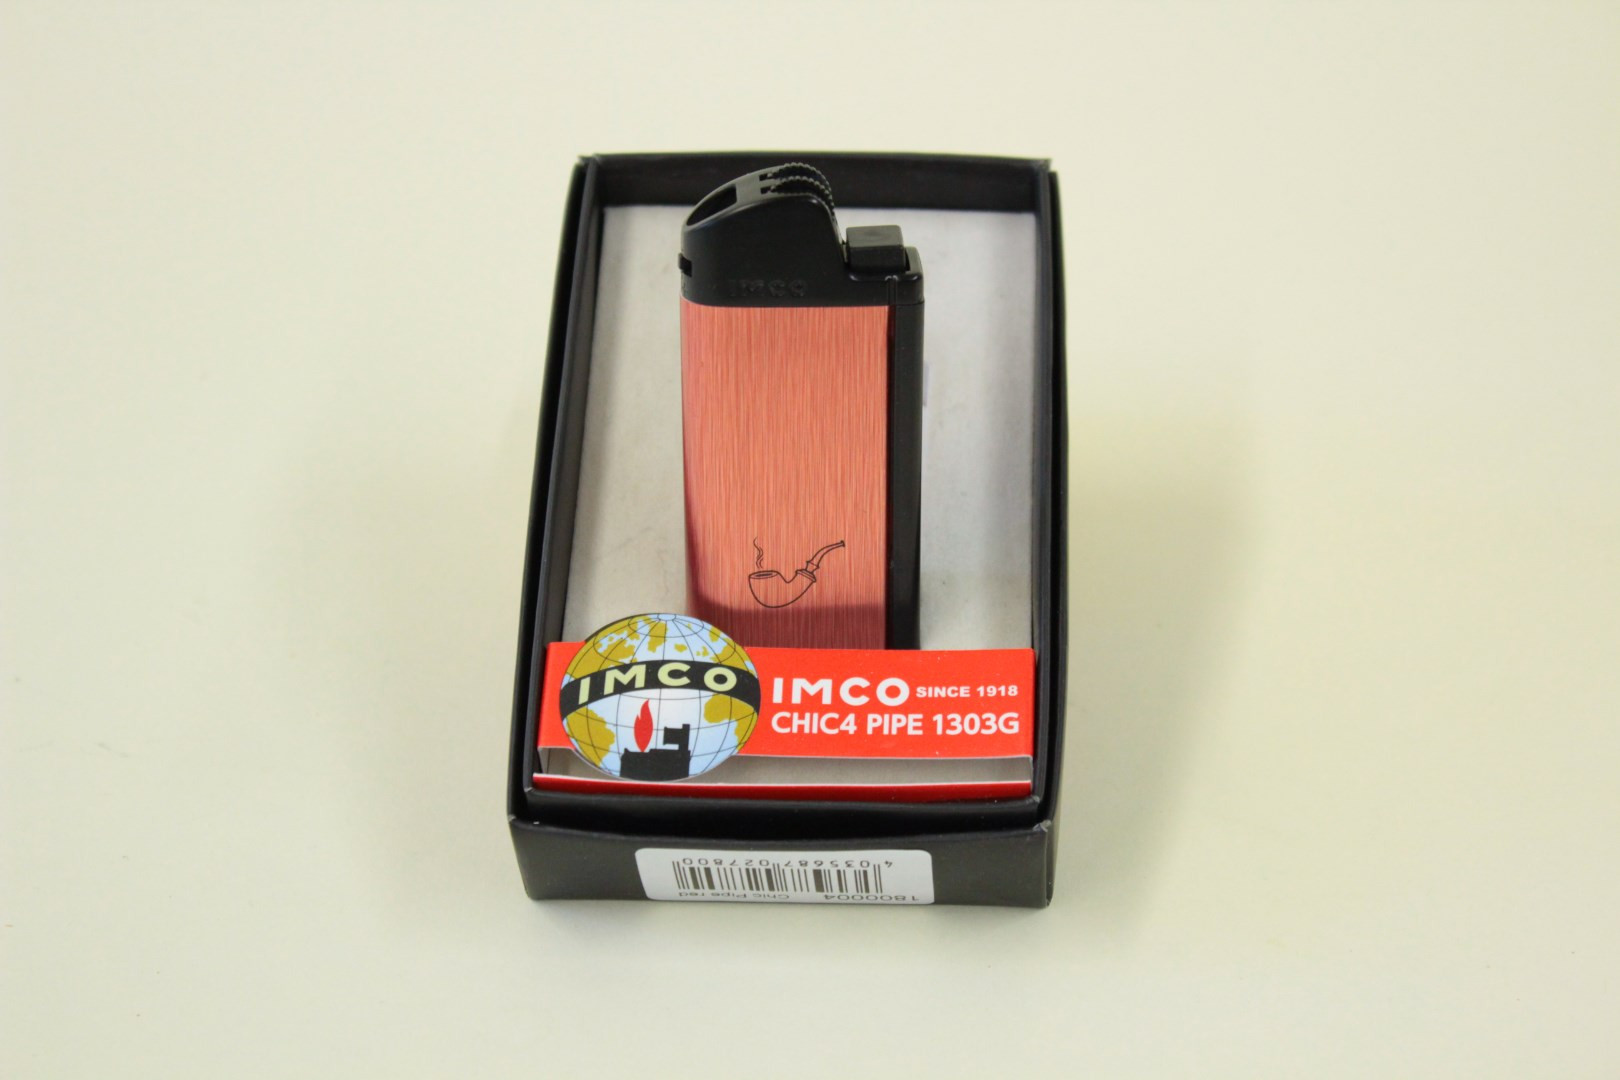 IMCO
IMCO
IMCO SINCE 1918
CHIC4 PIPE 1303G
1800004 Chic Pipe red
4 035687 027800